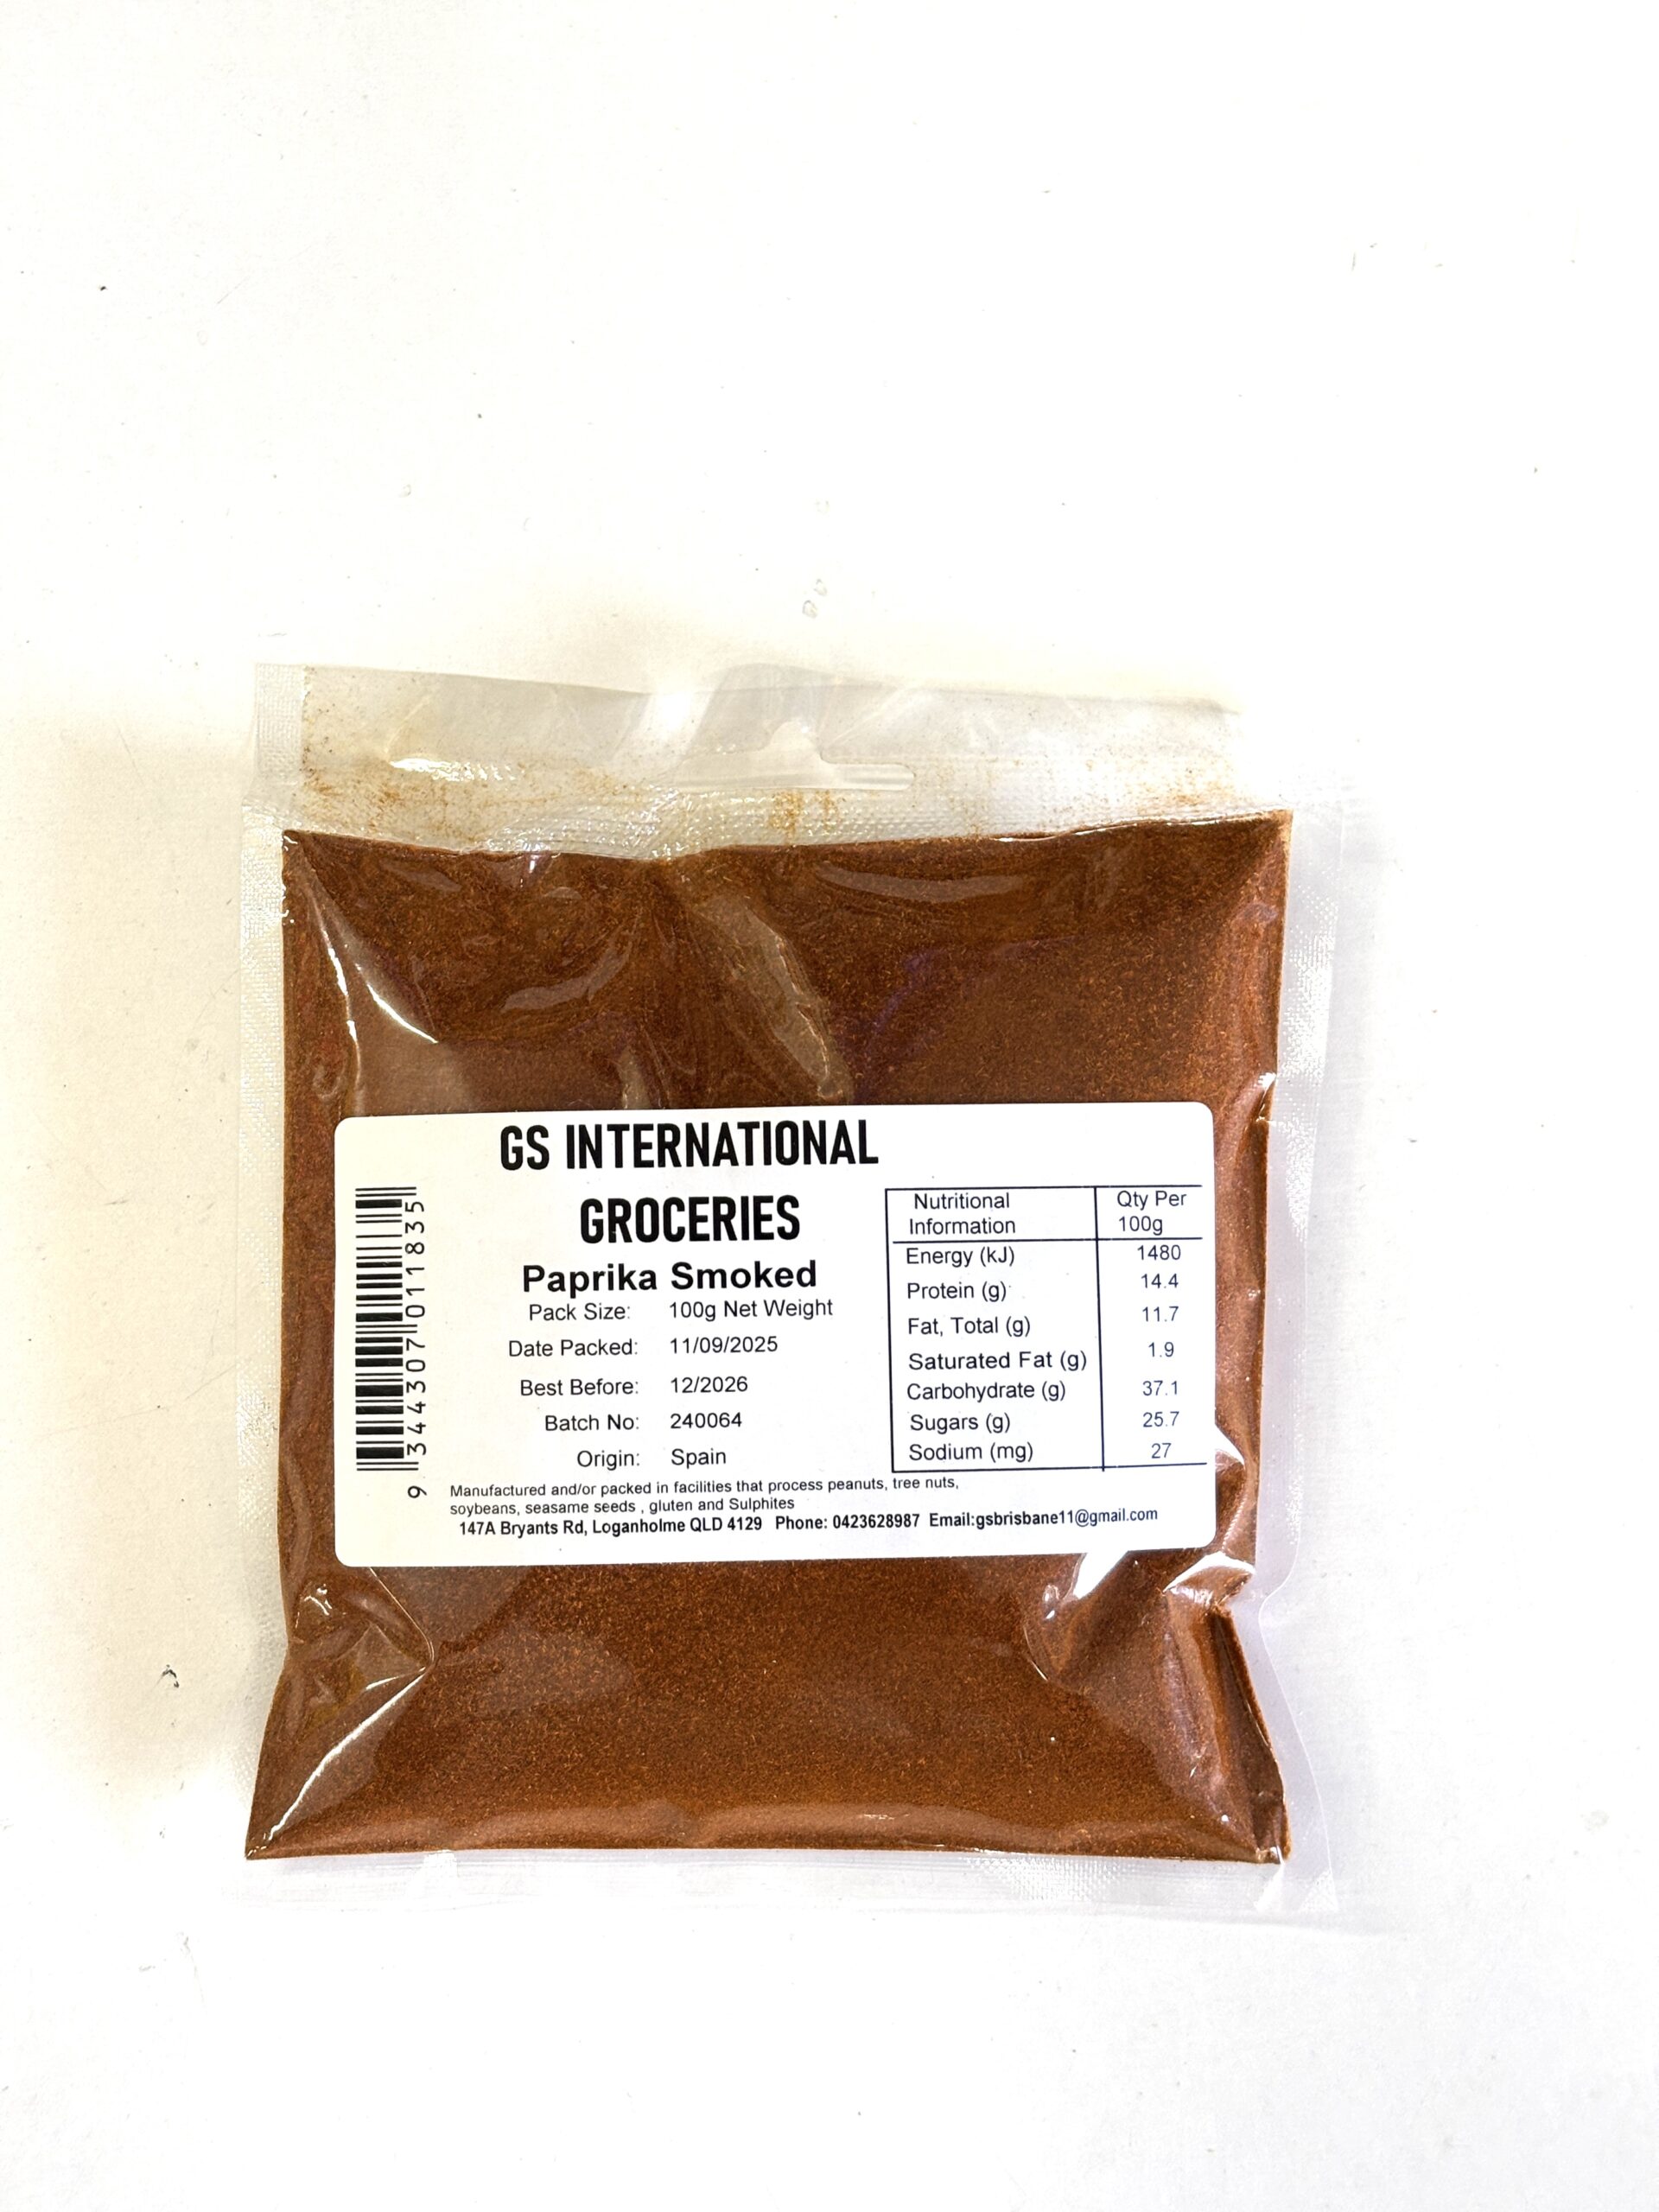 GS INTERNATIONAL
GROCERIES
Paprika Smoked
Pack Size: 100g Net Weight
Date Packed: 11/09/2025
Best Before: 12/2026
Batch No: 240064
Origin: Spain
9 344307 011835
Nutritional Information Qty Per 100g
Energy (kJ) 1480
Protein (g) 14.4
Fat, Total (g) 11.7
Saturated Fat (g) 1.9
Carbohydrate (g) 37.1
Sugars (g) 25.7
Sodium (mg) 27
Manufactured and/or packed in facilities that process peanuts, tree nuts,
soybeans, seasame seeds , gluten and Sulphites
147A Bryants Rd, Loganholme QLD 4129 Phone: 0423628987 Email:gsbrisbane11@gmail.com